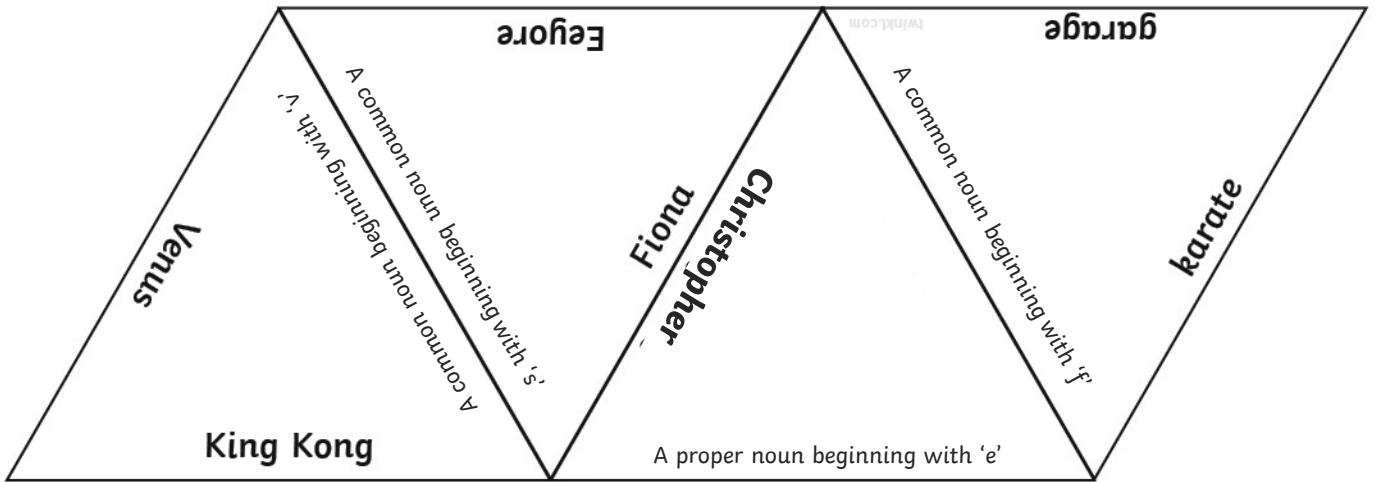 Venus
A common noun beginning with ‘v’
King Kong
Eeyore
A common noun beginning with ‘s’
Fiona
Christopher
A proper noun beginning with ‘e’
twinkl.com
garage
A common noun beginning with ‘f’
karate